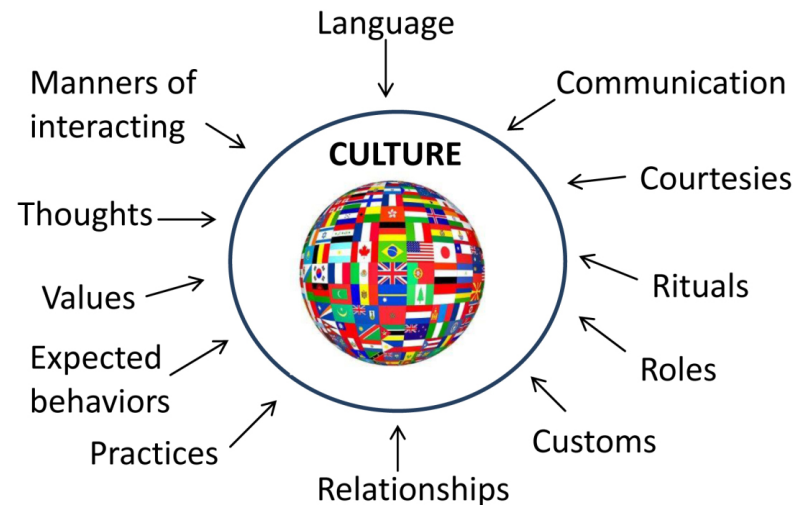 Language
Manners of
interacting
Communication
CULTURE
Courtesies
Thoughts
Values
Rituals
Expected
behaviors
Roles
Practices
Customs
Relationships